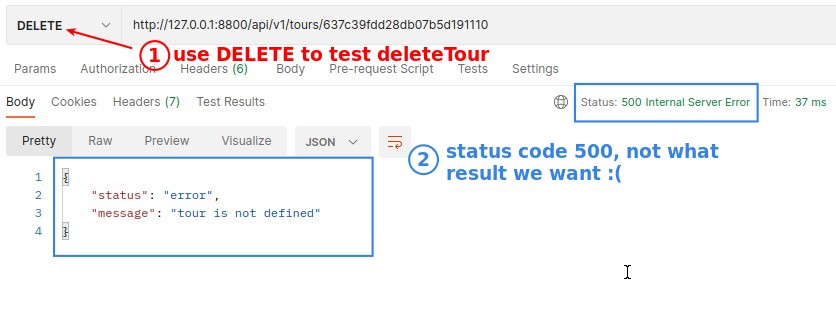 DELETE http://127.0.0.1:8800/api/v1/tours/637c39fdd28db07b5d191110
1 use DELETE to test deleteTour
Params Authorization Headers (6) Body Pre-request Script Tests Settings
Body Cookies Headers (7) Test Results Status: 500 Internal Server Error Time: 37 ms
Pretty Raw Preview Visualize JSON
2 status code 500, not what
result we want :(
1 {
2 "status": "error",
3 "message": "tour is not defined"
4 }